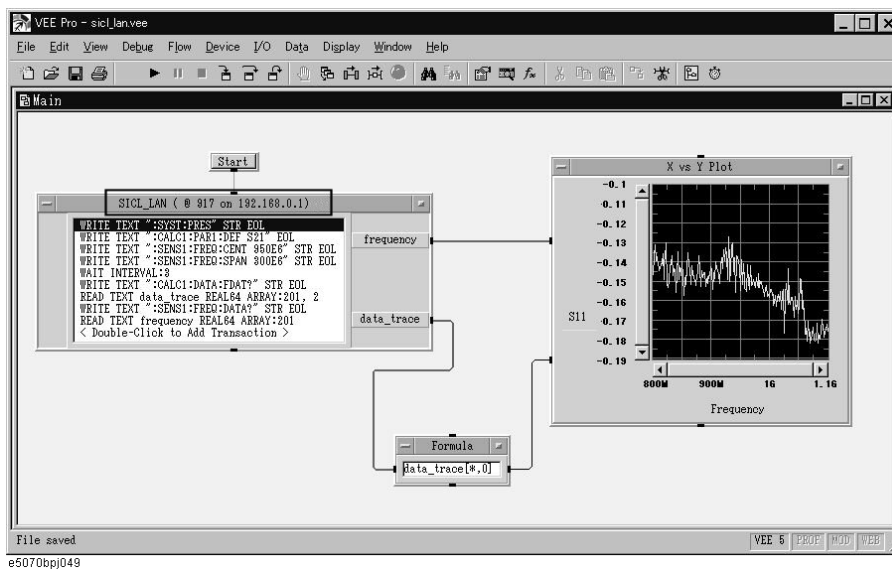 VEE Pro - sicl_lan.vee
File Edit View Debug Flow Device I/O Data Display Window Help
Main
Start
SICL_LAN ( @ 917 on 192.168.0.1)
WRITE TEXT ":SYST:PRES" STR EOL
WRITE TEXT ":CALC1:PAR1:DEF S21" EOL
WRITE TEXT ":SENS1:FREQ:CENT 950E6" STR EOL
WRITE TEXT ":SENS1:FREQ:SPAN 300E6" STR EOL
WAIT INTERVAL:3
WRITE TEXT ":CALC1:DATA:FDAT?" STR EOL
READ TEXT data_trace REAL64 ARRAY:201, 2
WRITE TEXT ":SENS1:FREQ:DATA?" STR EOL
READ TEXT frequency REAL64 ARRAY:201
< Double-Click to Add Transaction >
frequency
data_trace
Formula
data_trace[*,0]
X vs Y Plot
-0.1
-0.11
-0.12
-0.13
-0.14
-0.15
-0.16
-0.17
-0.18
-0.19
S11
800M 900M 1G 1.1G
Frequency
File saved
VEE 5 PROF MOD WEB
e5070bpj049